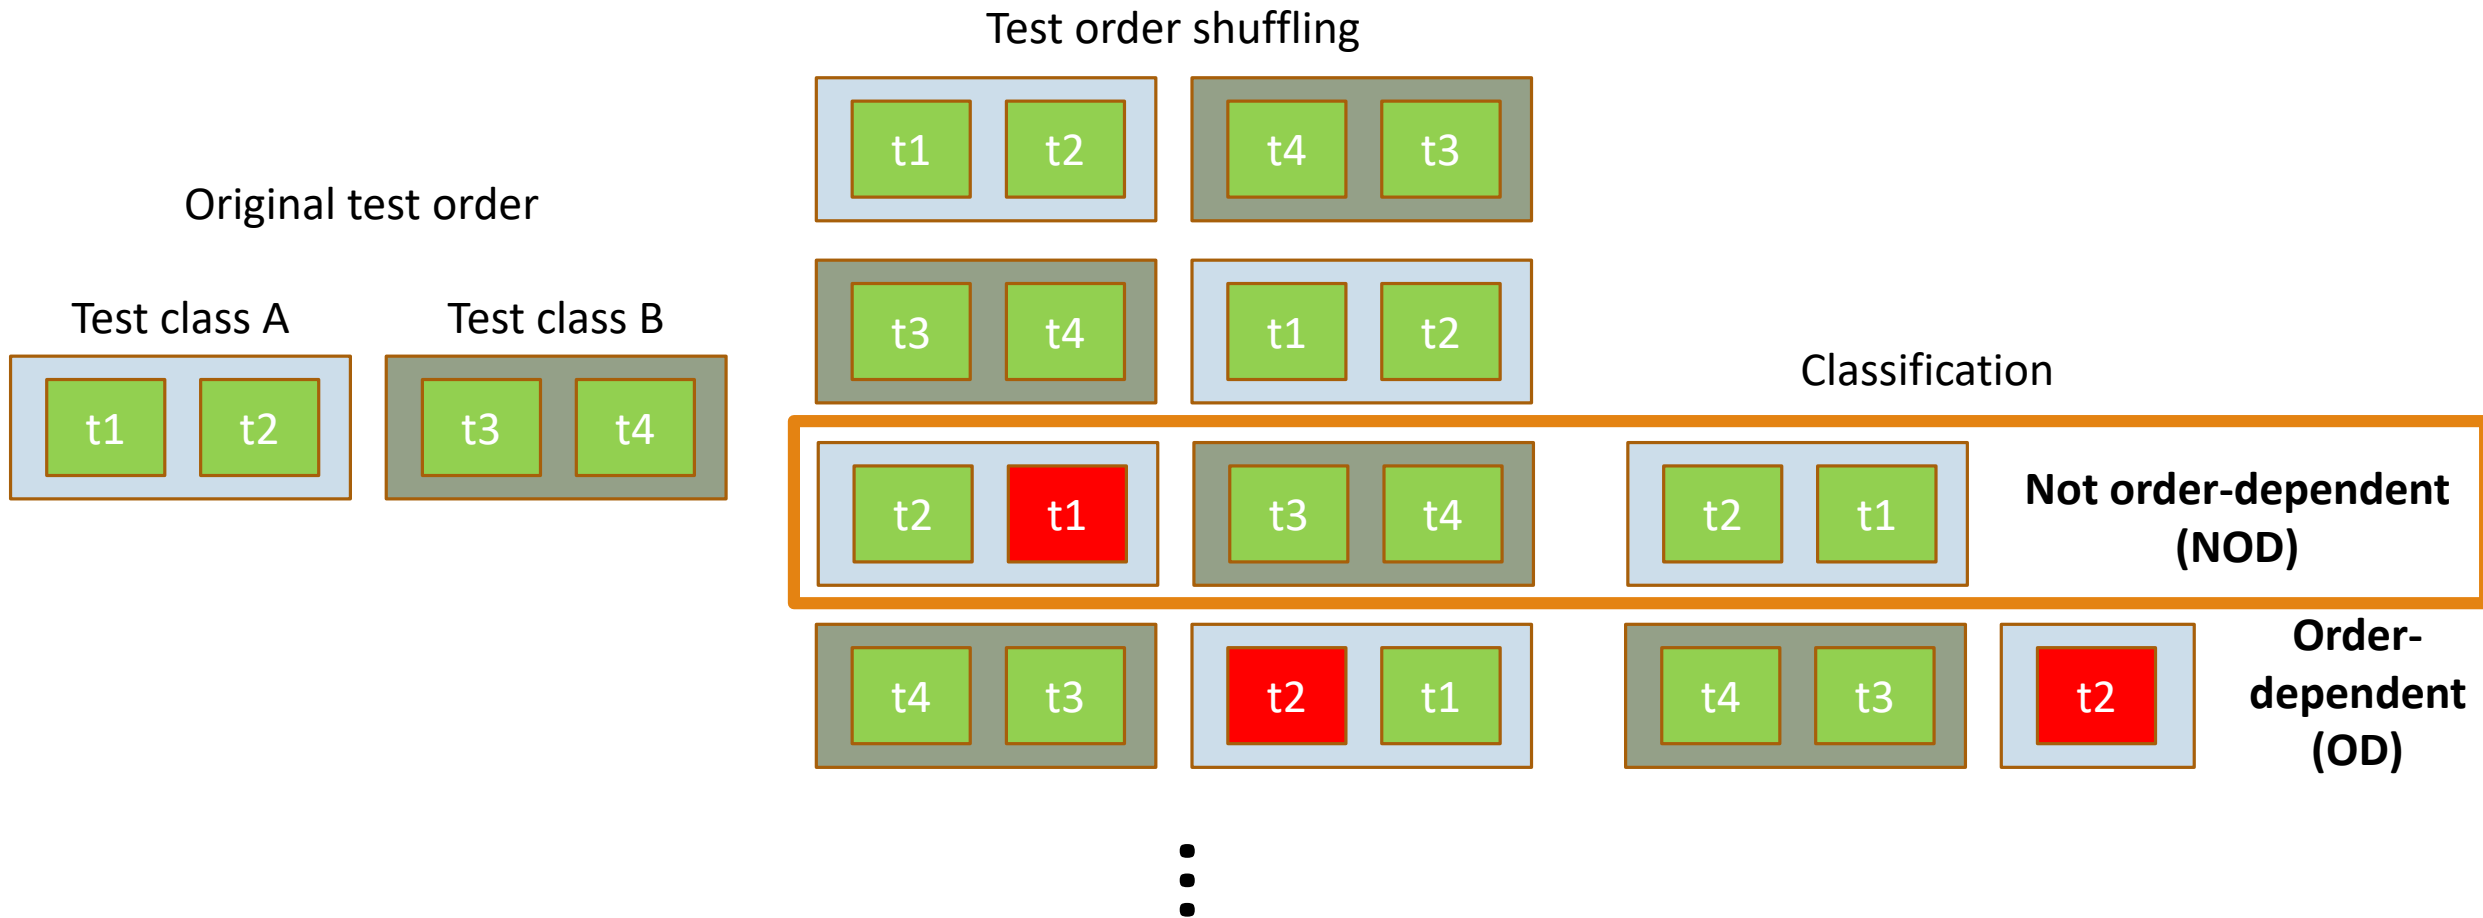 Test order shuffling
t1 t2 t4 t3
Original test order
Test class A Test class B
t3 t4 t1 t2
Classification
t1 t2 t3 t4
t2 t1 t3 t4 t2 t1 Not order-dependent
(NOD)
t4 t3 t2 t1 t4 t3 t2 Order-
dependent
(OD)